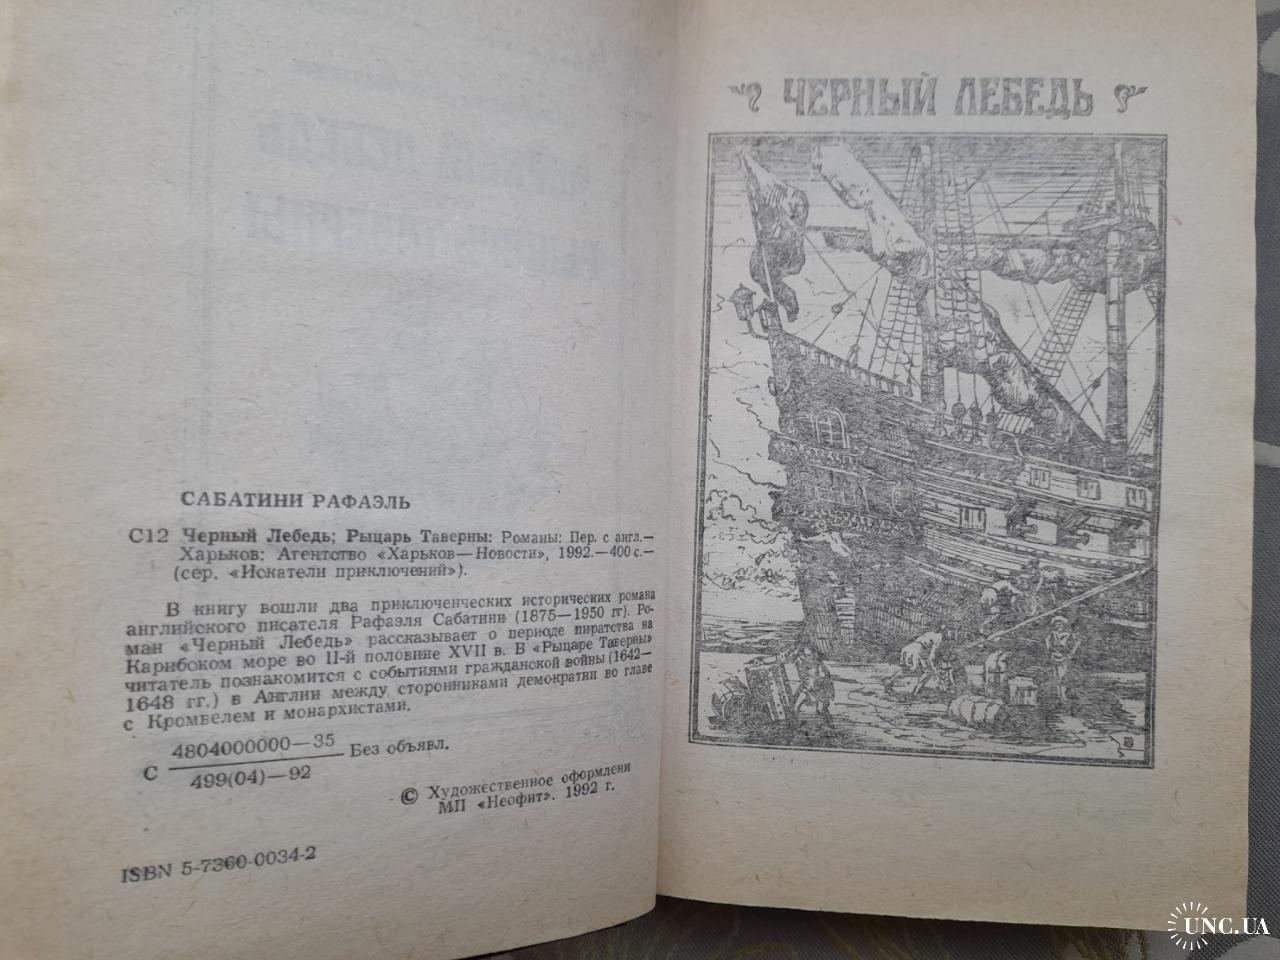 САБАТИНИ РАФАЭЛЬ
С12 Черный Лебедь; Рыцарь Таверны: Романы: Пер. с англ.—
Харьков: Агентство «Харьков—Новости», 1992.—400 с.—
(сер. «Искатели приключений»).
В книгу вошли два приключенческих исторических романа
английского писателя Рафаэля Сабатини (1875—1950 гг). Ро-
ман «Черный Лебедь» рассказывает о периоде пиратства на
Карибском море во II-й половине XVII в. В «Рыцаре Таверны»
читатель познакомится с событиями гражданской войны (1642—
1648 гг.) в Англии между сторонниками демократии во главе
с Кромвелем и монархистами.
С 4804000000—35
499(04)—92 Без объявл.
© Художественное оформлени
МП «Неофит». 1992 г.
ISBN 5-7360-0034-2
ЧЕРНЫЙ ЛЕБЕДЬ
UNC.UA